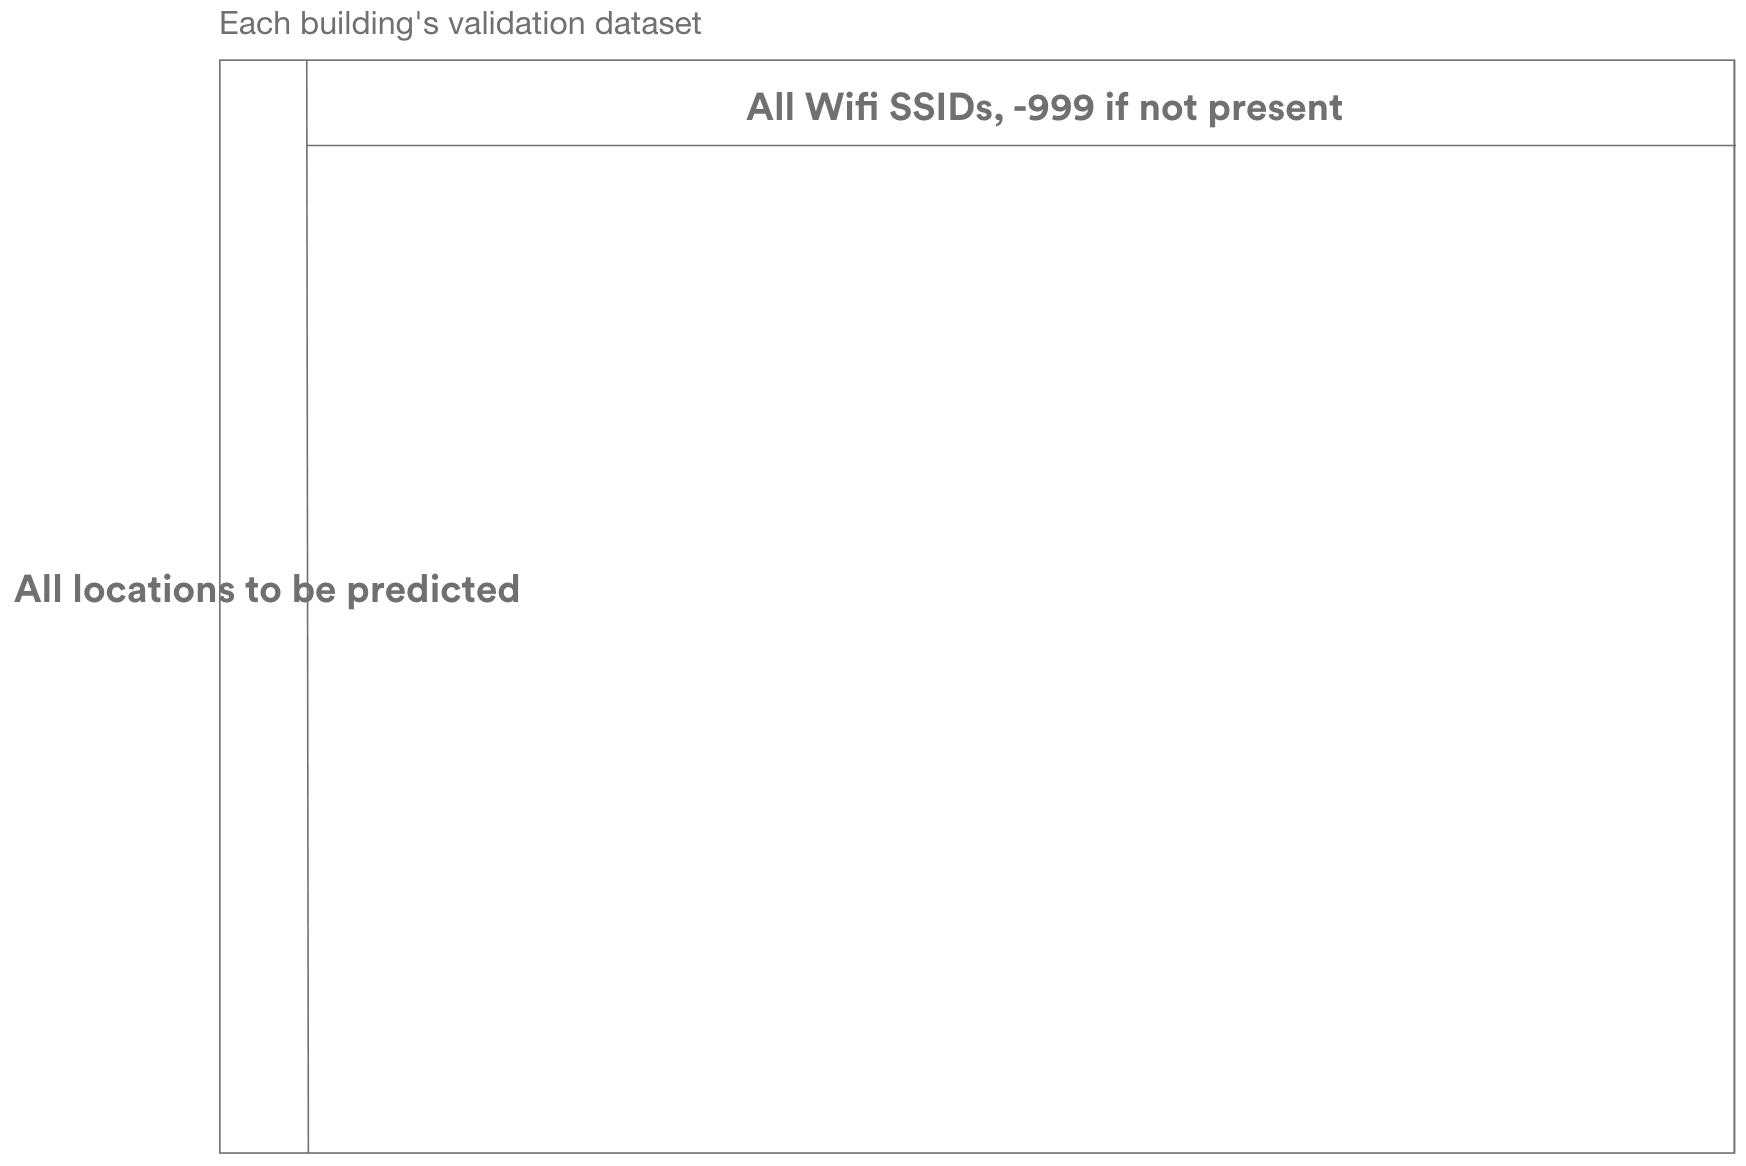 Each building's validation dataset
All Wifi SSIDs, -999 if not present
All locations to be predicted